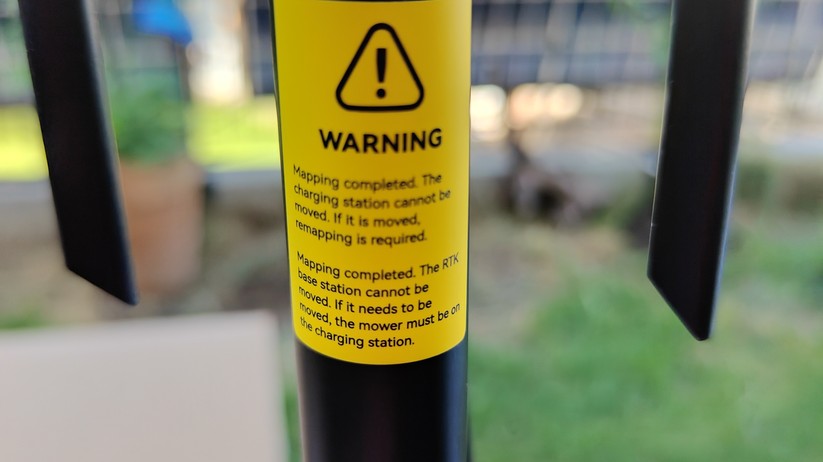 WARNING
Mapping completed. The
charging station cannot be
moved. If it is moved,
remapping is required.
Mapping completed. The RTK
base station cannot be
moved. If it needs to be
moved, the mower must be on
the charging station.